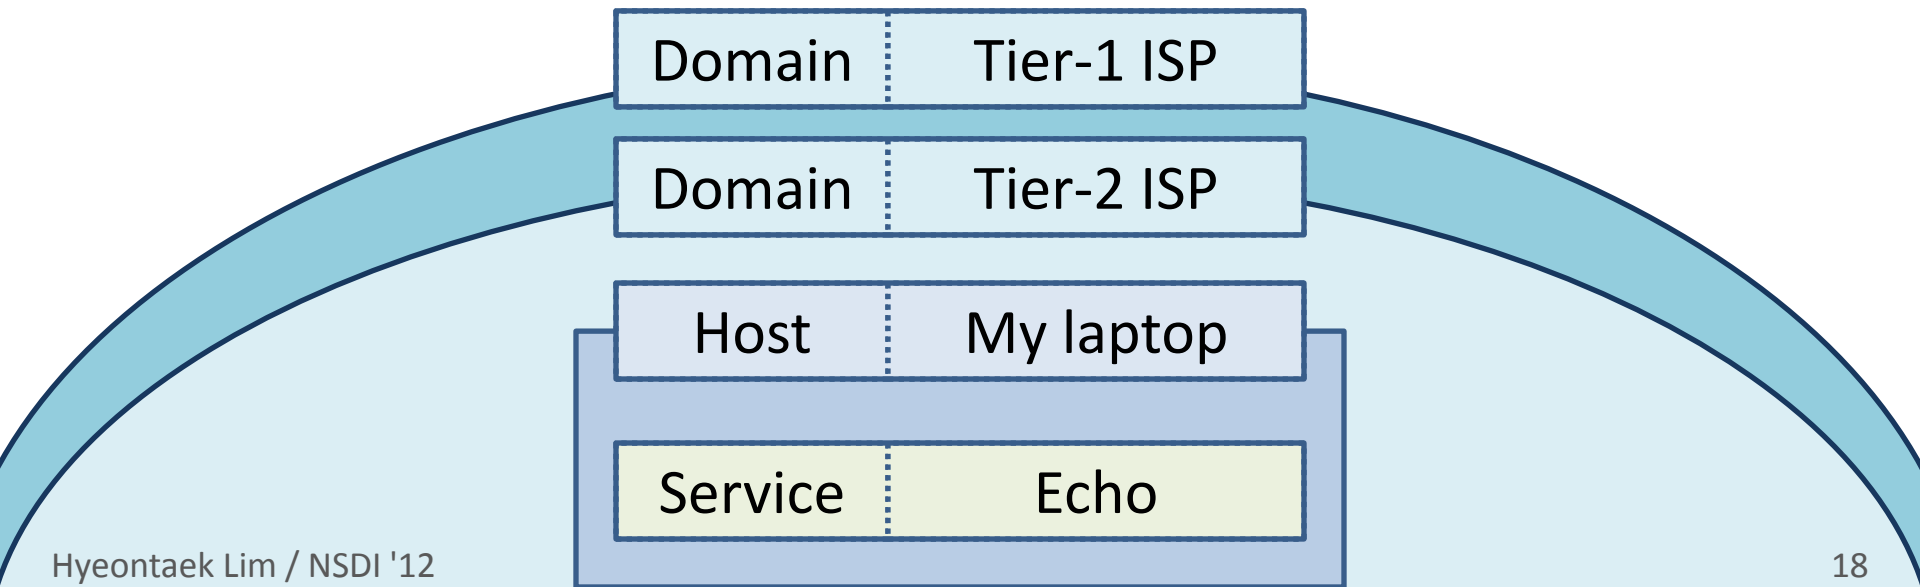 Domain Tier-1 ISP
Domain Tier-2 ISP
Host My laptop
Service Echo
Hyeontaek Lim / NSDI '12 18